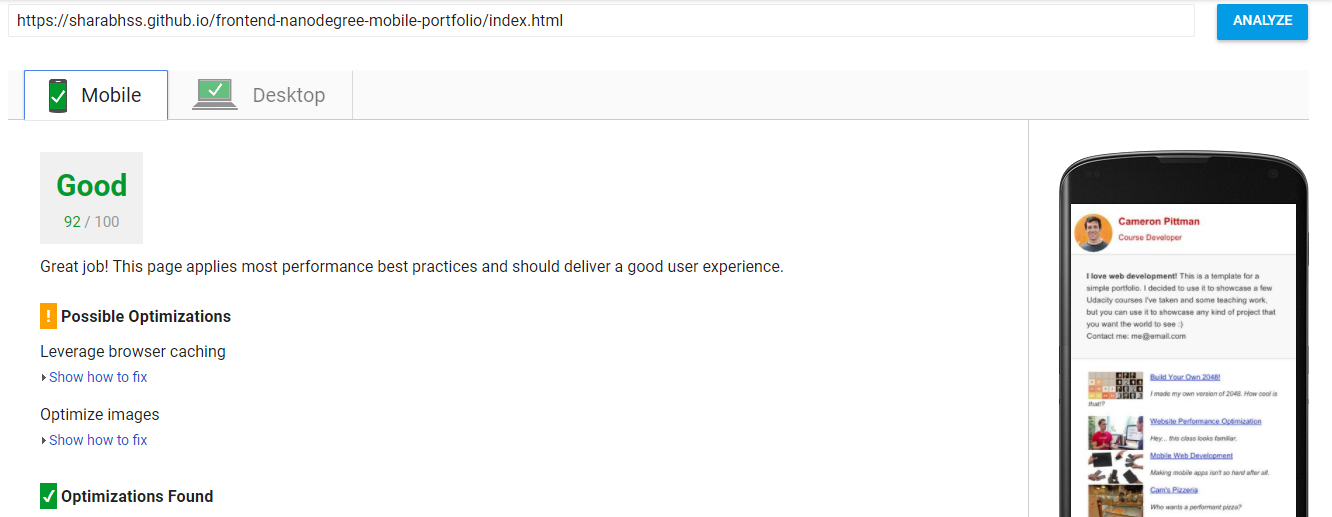 https://sharabhss.github.io/frontend-nanodegree-mobile-portfolio/index.html
ANALYZE
Mobile
Desktop
Good
92 / 100
Great job! This page applies most performance best practices and should deliver a good user experience.
! Possible Optimizations
Leverage browser caching
Show how to fix
Optimize images
Show how to fix
Optimizations Found
Cameron Pittman
Course Developer
I love web development! This is a template for a
simple portfolio. I decided to use it to showcase a few
Udacity courses I've taken and some teaching work,
but you can use it to showcase any kind of project that
you want the world to see :)
Contact me: me@email.com
Build Your Own 2048!
I made my own version of 2048. How cool is
that!?
Website Performance Optimization
Hey... this class looks familiar.
Mobile Web Development
Making mobile apps isn't so hard after all.
Cam's Pizzeria
Who wants a performant pizza?